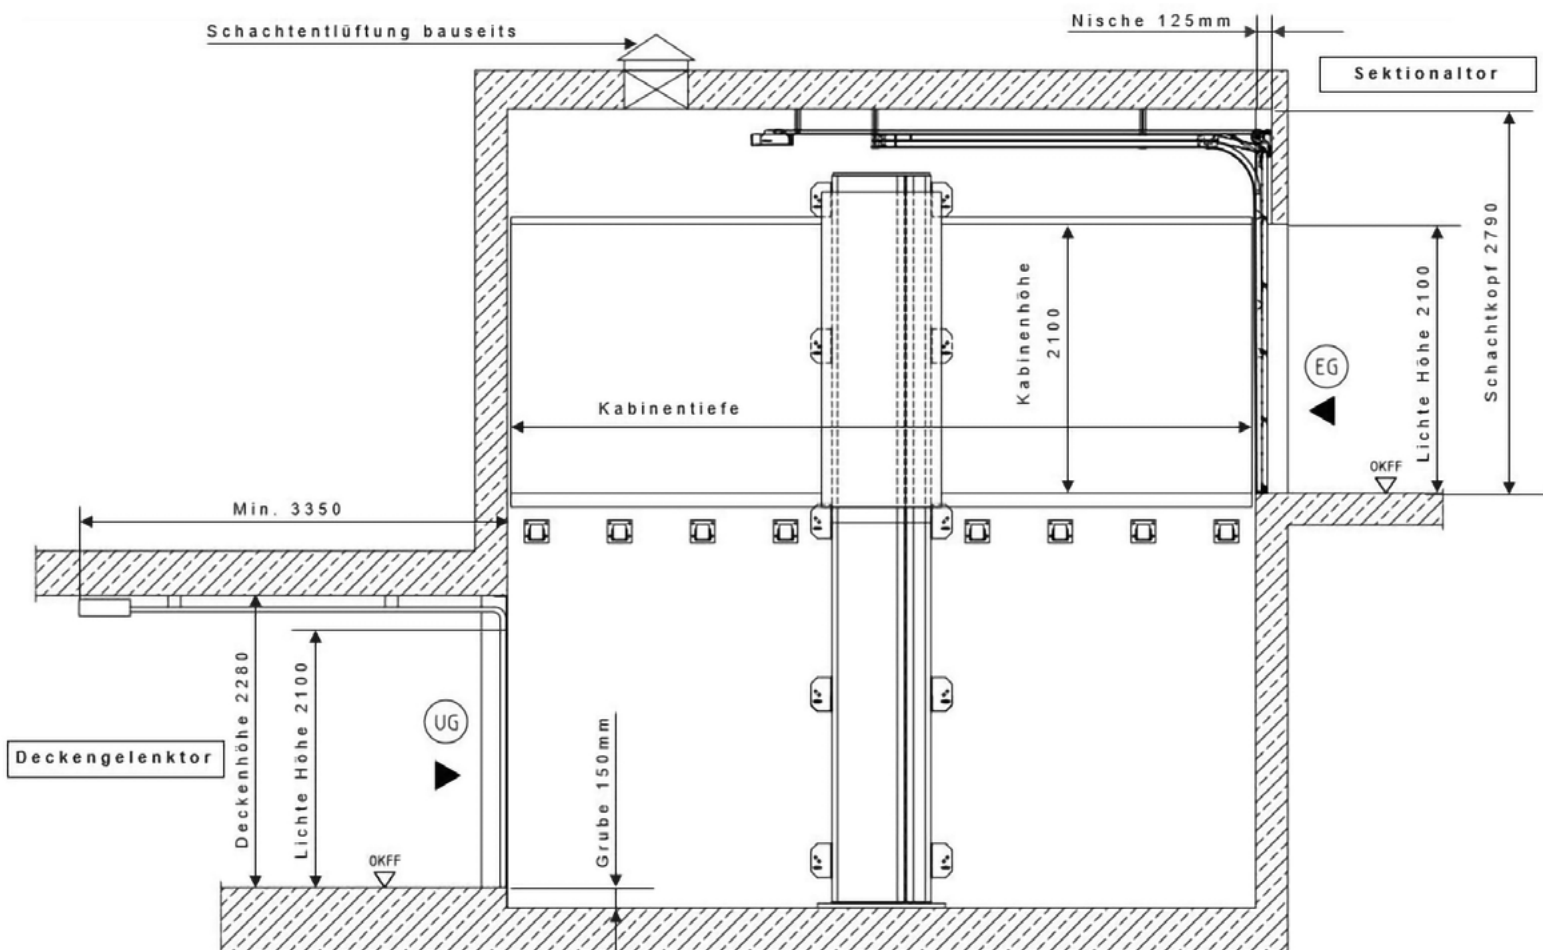 Schachtentlüftung bauseits
Nische 125mm
Sektionaltor
Schachtkopf 2790
Lichte Höhe 2100
Kabinenhöhe
2100
EG
Kabinentiefe
OKFF
Min. 3350
Deckenhöhe 2280
Lichte Höhe 2100
UG
Grube 150mm
Deckengelenktor
OKFF